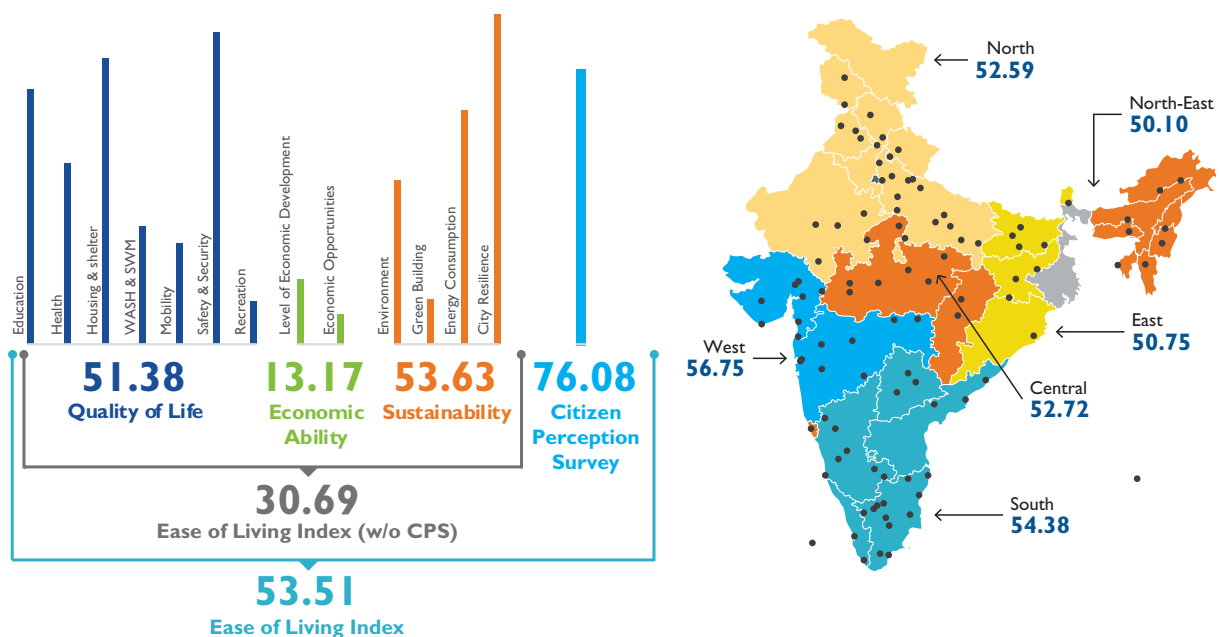 Education
Health
Housing & shelter
WASH & SWM
Mobility
Safety & Security
Recreation
Level of Economic Development
Economic Opportunities
Environment
Green Building
Energy Consumption
City Resilience
51.38
Quality of Life
13.17
Economic
Ability
53.63
Sustainability
76.08
Citizen
Perception
Survey
30.69
Ease of Living Index (w/o CPS)
53.51
Ease of Living Index
North
52.59
North-East
50.10
East
50.75
West
56.75
Central
52.72
South
54.38